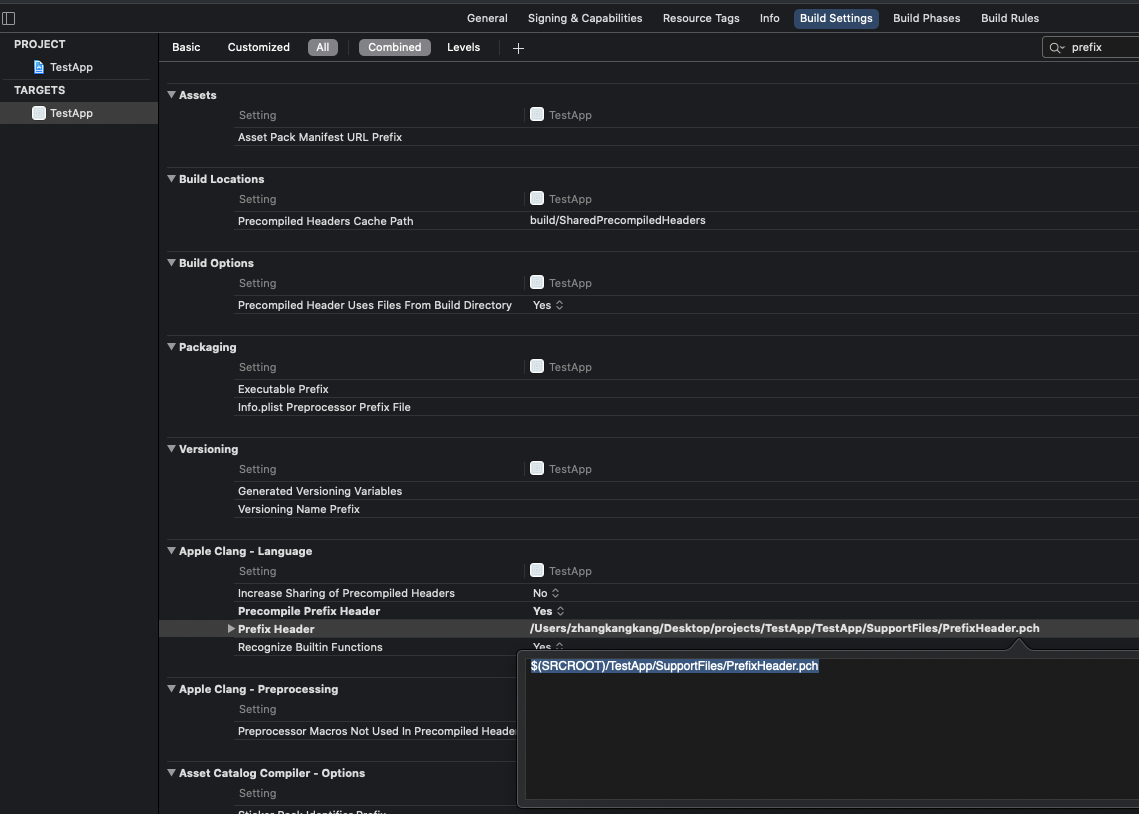 General Signing & Capabilities Resource Tags Info Build Settings Build Phases Build Rules
PROJECT
TestApp
TARGETS
TestApp
Basic Customized All Combined Levels + prefix
Assets
Setting TestApp
Asset Pack Manifest URL Prefix
Build Locations
Setting TestApp
Precompiled Headers Cache Path build/SharedPrecompiledHeaders
Build Options
Setting TestApp
Precompiled Header Uses Files From Build Directory Yes
Packaging
Setting TestApp
Executable Prefix
Info.plist Preprocessor Prefix File
Versioning
Setting TestApp
Generated Versioning Variables
Versioning Name Prefix
Apple Clang - Language
Setting TestApp
Increase Sharing of Precompiled Headers No
Precompile Prefix Header Yes
Prefix Header /Users/zhangkangkang/Desktop/projects/TestApp/TestApp/SupportFiles/PrefixHeader.pch
Recognize Builtin Functions Yes
$(SRCROOT)/TestApp/SupportFiles/PrefixHeader.pch
Apple Clang - Preprocessing
Setting
Preprocessor Macros Not Used In Precompiled Heade
Asset Catalog Compiler - Options
Setting
Sticker Pack Identifier Prefix